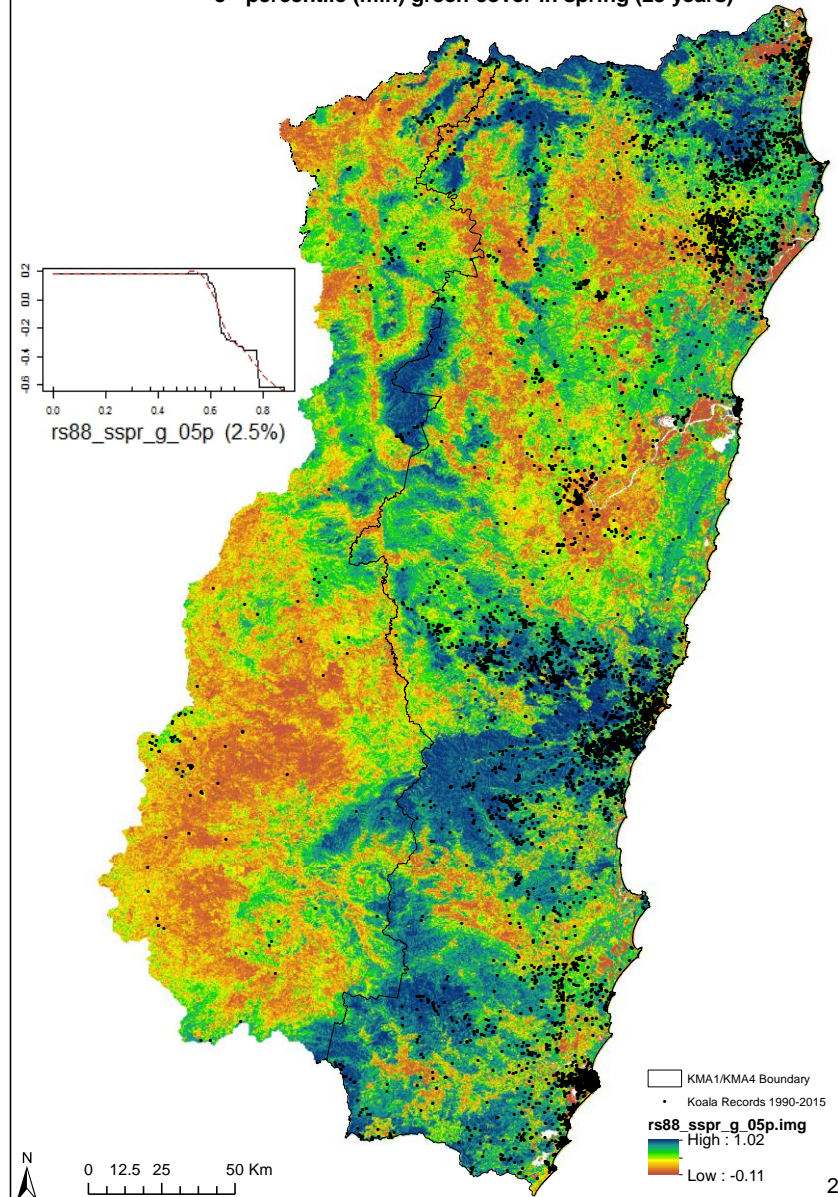 percentile (min) green cover in spring (25 years)
0.2
0.0
-0.2
-0.4
-0.6
0.0 0.2 0.4 0.6 0.8
rs88_sspr_g_05p (2.5%)
KMA1/KMA4 Boundary
Koala Records 1990-2015
rs88_sspr_g_05p.img
High : 1.02
Low : -0.11
N
0 12.5 25 50 Km
2